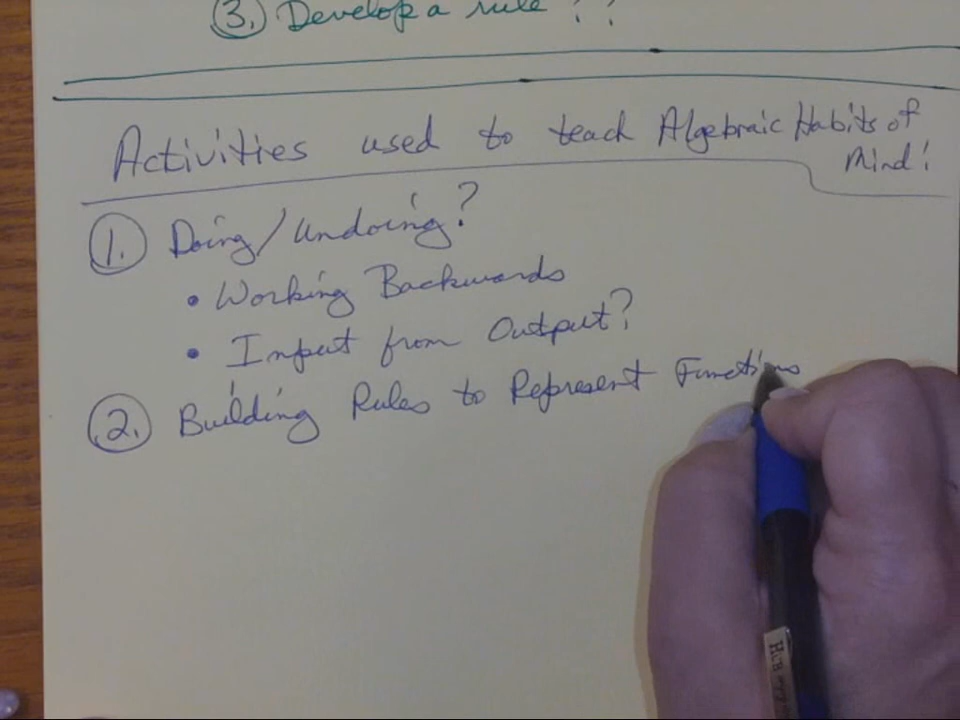 3. Develop a rule ! !
Activities used to teach Algebraic Habits of
Mind!
1. Doing/Undoing?
• Working Backwards
• Input from Output?
2. Building Rules to Represent Functions